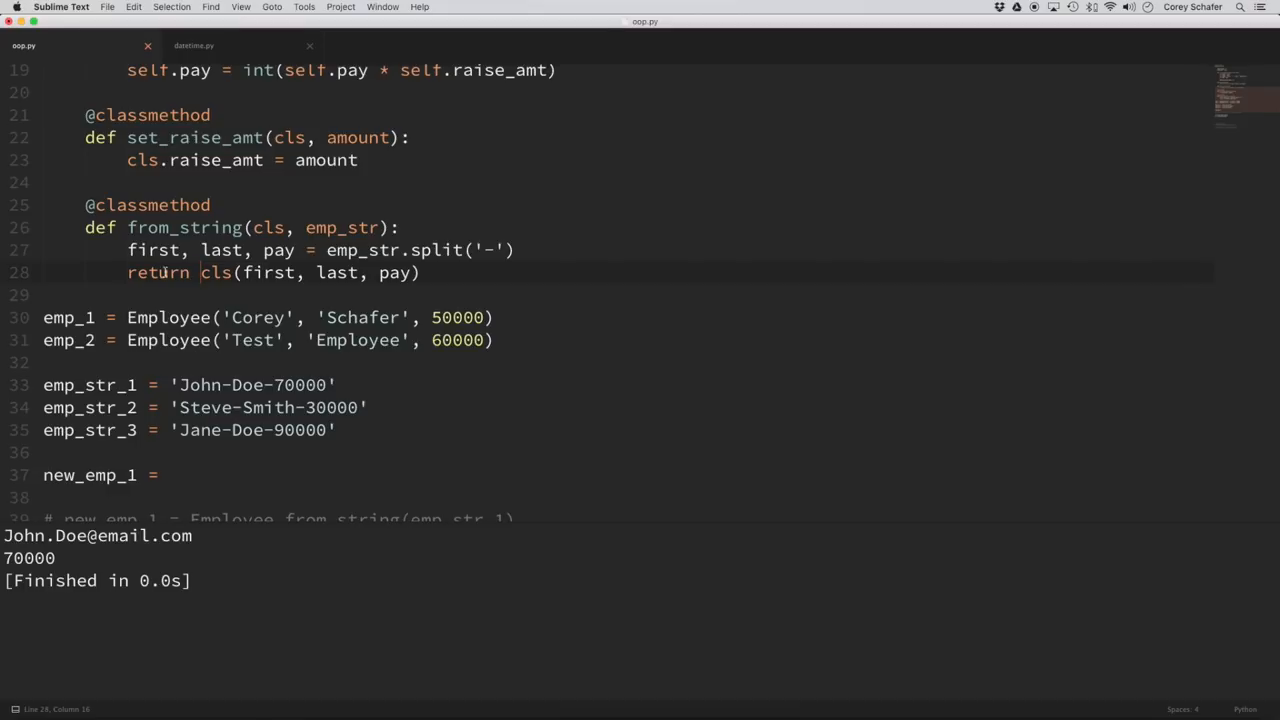 Sublime Text File Edit Selection Find View Goto Tools Project Window Help Corey Schafer
oop.py
oop.py datetime.py
19 self.pay = int(self.pay * self.raise_amt)
20
21 @classmethod
22 def set_raise_amt(cls, amount):
23 cls.raise_amt = amount
24
25 @classmethod
26 def from_string(cls, emp_str):
27 first, last, pay = emp_str.split('-')
28 return cls(first, last, pay)
29
30 emp_1 = Employee('Corey', 'Schafer', 50000)
31 emp_2 = Employee('Test', 'Employee', 60000)
32
33 emp_str_1 = 'John-Doe-70000'
34 emp_str_2 = 'Steve-Smith-30000'
35 emp_str_3 = 'Jane-Doe-90000'
36
37 new_emp_1 =
38
39 # new_emp_1 = Employee.from_string(emp_str_1)
John.Doe@email.com
70000
[Finished in 0.0s]
Line 28, Column 16 Spaces: 4 Python